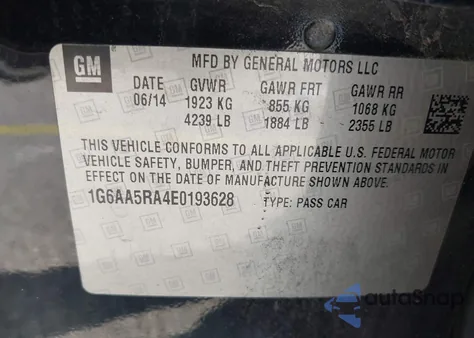 GM
MFD BY GENERAL MOTORS LLC
DATE GVWR GAWR FRT GAWR RR
06/14 1923 KG 855 KG 1068 KG
4239 LB 1884 LB 2355 LB
THIS VEHICLE CONFORMS TO ALL APPLICABLE U.S. FEDERAL MOTOR
VEHICLE SAFETY, BUMPER, AND THEFT PREVENTION STANDARDS IN
EFFECT ON THE DATE OF MANUFACTURE SHOWN ABOVE.
1G6AA5RA4E0193628 TYPE: PASS CAR
autoSnap